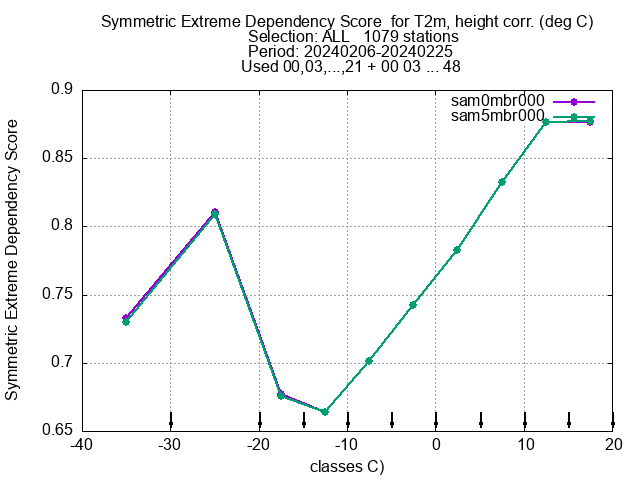 Symmetric Extreme Dependency Score  for T2m, height corr. (deg C)
Selection: ALL   1079 stations
Period: 20240206-20240225
Used 00,03,...,21 + 00 03 ... 48
sam0mbr000
sam5mbr000
Symmetric Extreme Dependency Score
0.9
0.85
0.8
0.75
0.7
0.65
-40 -30 -20 -10 0 10 20
classes C)